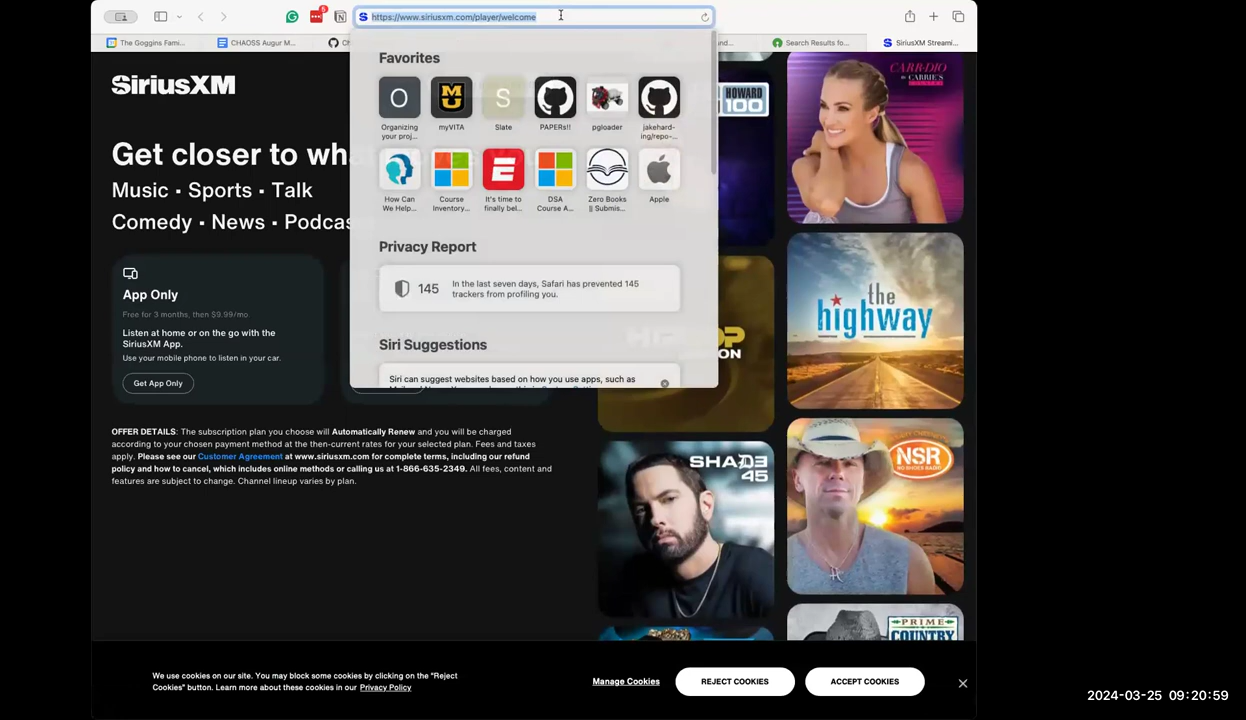 5
https://www.siriusxm.com/player/welcome
The Goggins Fami...
CHAOSS Augur M...
Search Results fo...
SiriusXM Streami...
SiriusXM
Get closer to wh
Music · Sports · Talk
Comedy · News · Podcas
App Only
Free for 3 months, then $9.99/mo
Listen at home or on the go with the
SiriusXM App.
Use your mobile phone to listen in your car.
Get App Only
OFFER DETAILS: The subscription plan you choose will Automatically Renew and you will be charged
according to your chosen payment method at the then-current rates for your selected plan. Fees and taxes
apply. Please see our Customer Agreement at www.siriusxm.com for complete terms, including our refund
policy and how to cancel, which includes online methods or calling us at 1-866-635-2349. All fees, content and
features are subject to change. Channel lineup varies by plan.
Favorites
O
MU
S
Organizing
your proj...
myVITA
Slate
PAPERs!!
pgloader
jakehard-
ing/repo-...
E
How Can
We Help...
Course
Inventory...
It's time to
finally bel...
DSA
Course A...
Zero Books
|| Submis...
Apple
Privacy Report
145
In the last seven days, Safari has prevented 145
trackers from profiling you.
Siri Suggestions
Siri can suggest websites based on how you use apps, such as
HOWARD
100
CARR·DIO
BY CARRIE'S
the
highway
SHADE
45
NSR
NO SHOES RADIO
PRIME
COUNTRY
We use cookies on our site. You may block some cookies by clicking on the "Reject
Cookies" button. Learn more about these cookies in our Privacy Policy
Manage Cookies
REJECT COOKIES
ACCEPT COOKIES
2024-03-25 09:20:59